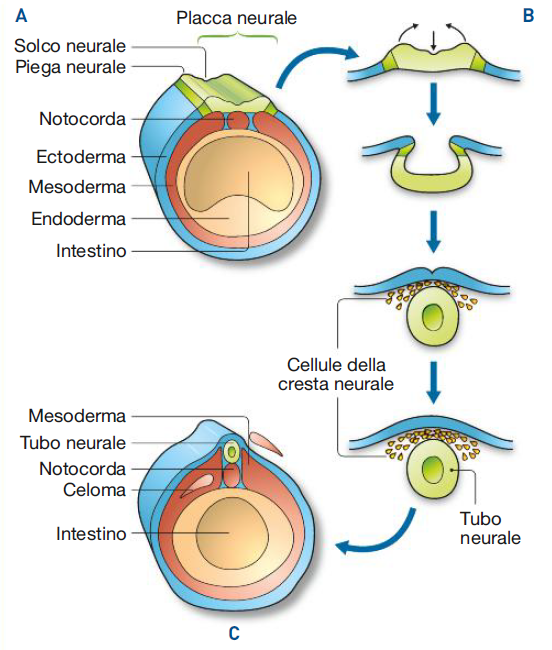 A
Placca neurale
B
Solco neurale
Piega neurale
Notocorda
Ectoderma
Mesoderma
Endoderma
Intestino
Cellule della
cresta neurale
Mesoderma
Tubo neurale
Notocorda
Celoma
Intestino
Tubo
neurale
C